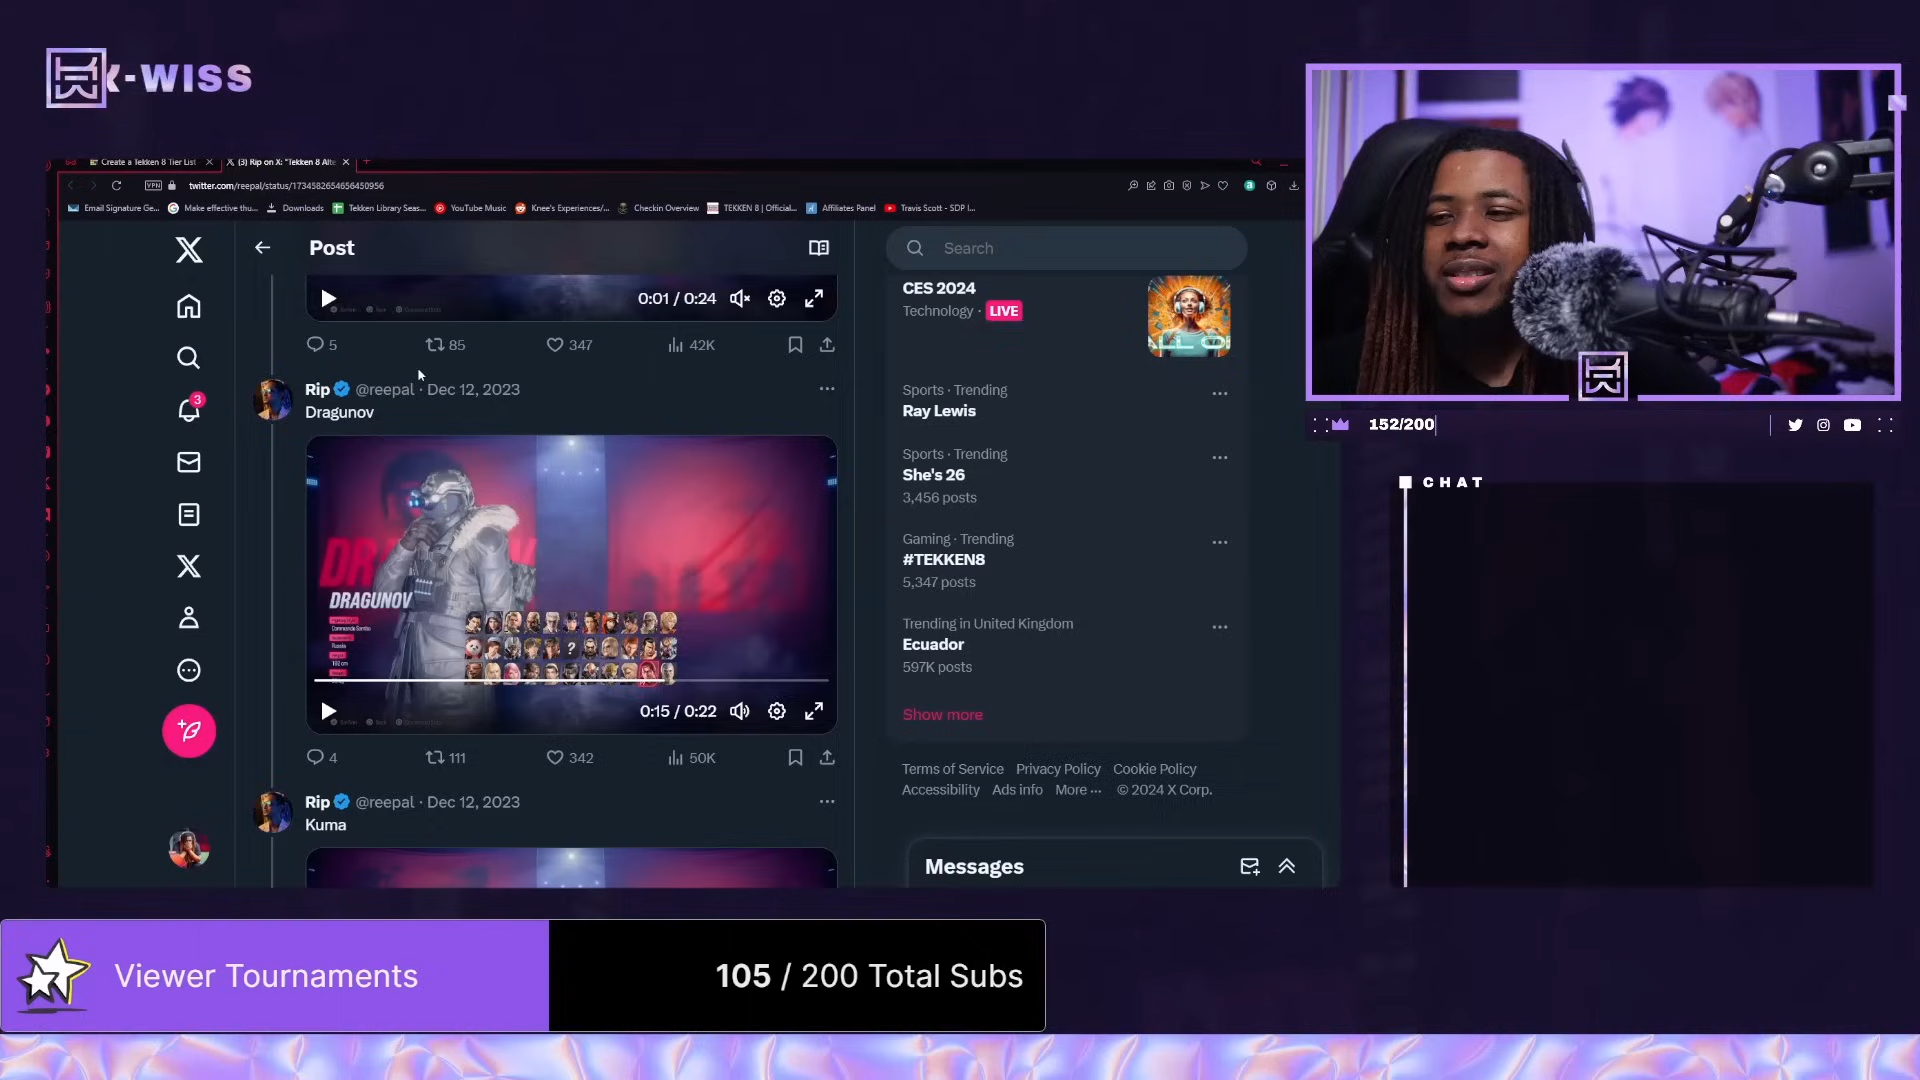 K-WISS
Create a Tekken 8 Tier List
(3) Rip on X: "Tekken 8 Alte
VPN
twitter.com/reepal/status/1734582654656450956
Email Signature Ge...
Make effective thu...
Downloads
Tekken Library Seas...
YouTube Music
Knee's Experiences/...
Checkin Overview
TEKKEN 8 | Official...
Affiliates Panel
Travis Scott - SDP I...
Post
Search
0:01 / 0:24
5
85
347
42K
Rip @reepal · Dec 12, 2023
Dragunov
DRAGUNOV
0:15 / 0:22
4
111
342
50K
Rip @reepal · Dec 12, 2023
Kuma
3
CES 2024
Technology · LIVE
Sports · Trending
Ray Lewis
Sports · Trending
She's 26
3,456 posts
Gaming · Trending
#TEKKEN8
5,347 posts
Trending in United Kingdom
Ecuador
597K posts
Show more
Terms of Service Privacy Policy Cookie Policy
Accessibility Ads info More ··· © 2024 X Corp.
Messages
152/200
CHAT
Viewer Tournaments
105 / 200 Total Subs